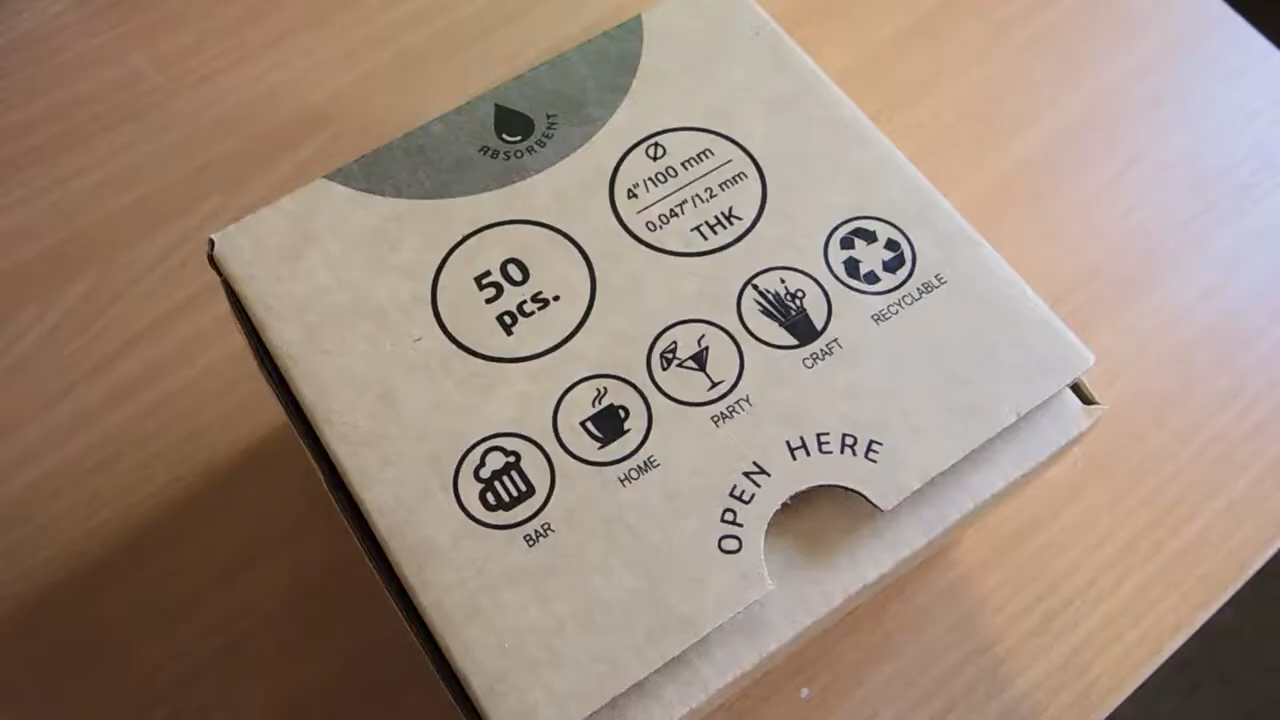 ABSORBENT
Ø
4"/100 mm
0,047"/1,2 mm
THK
50
pcs.
BAR
HOME
PARTY
CRAFT
RECYCLABLE
OPEN HERE